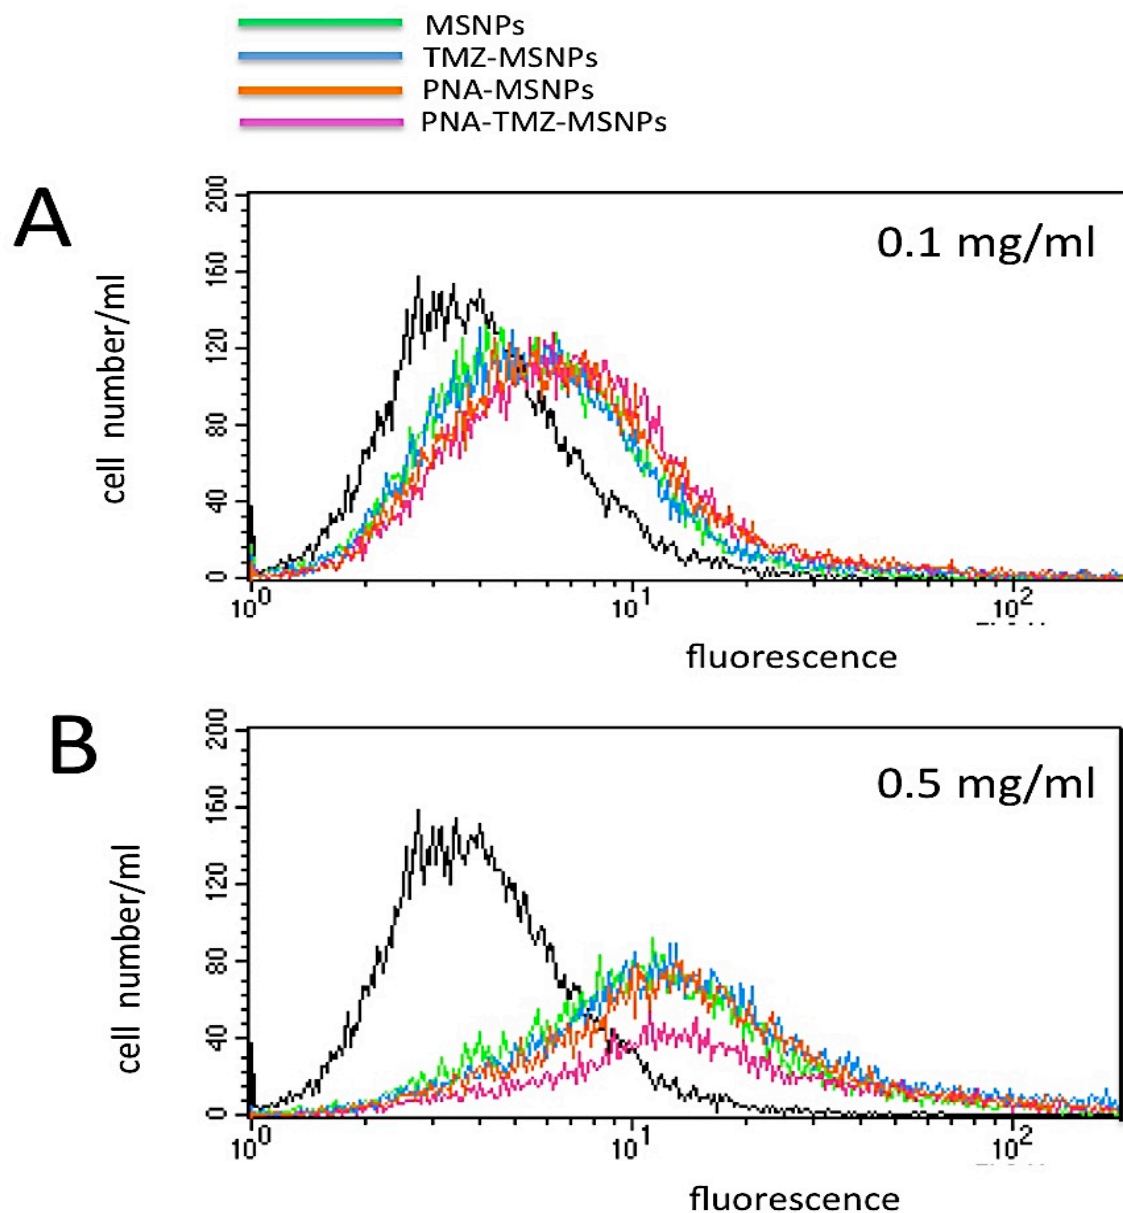 MSNPs
TMZ-MSNPs
PNA-MSNPs
PNA-TMZ-MSNPs
A
0.1 mg/ml
200
160
120
80
40
0
cell number/ml
10⁰ 10¹ 10²
fluorescence
B
0.5 mg/ml
200
160
120
80
40
0
cell number/ml
10⁰ 10¹ 10²
fluorescence